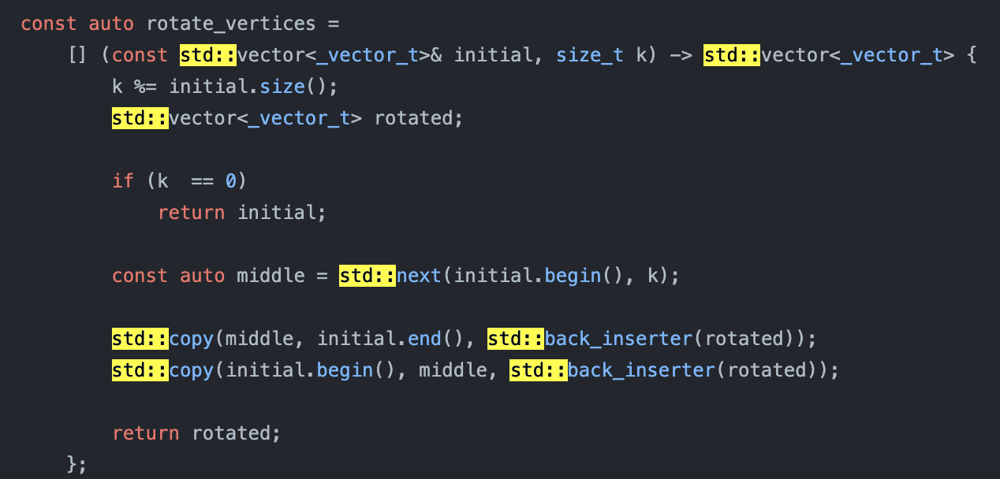 const auto rotate_vertices =
    [] (const std::vector<_vector_t>& initial, size_t k) -> std::vector<_vector_t> {
        k %= initial.size();
        std::vector<_vector_t> rotated;

        if (k  == 0)
            return initial;

        const auto middle = std::next(initial.begin(), k);

        std::copy(middle, initial.end(), std::back_inserter(rotated));
        std::copy(initial.begin(), middle, std::back_inserter(rotated));

        return rotated;
    };